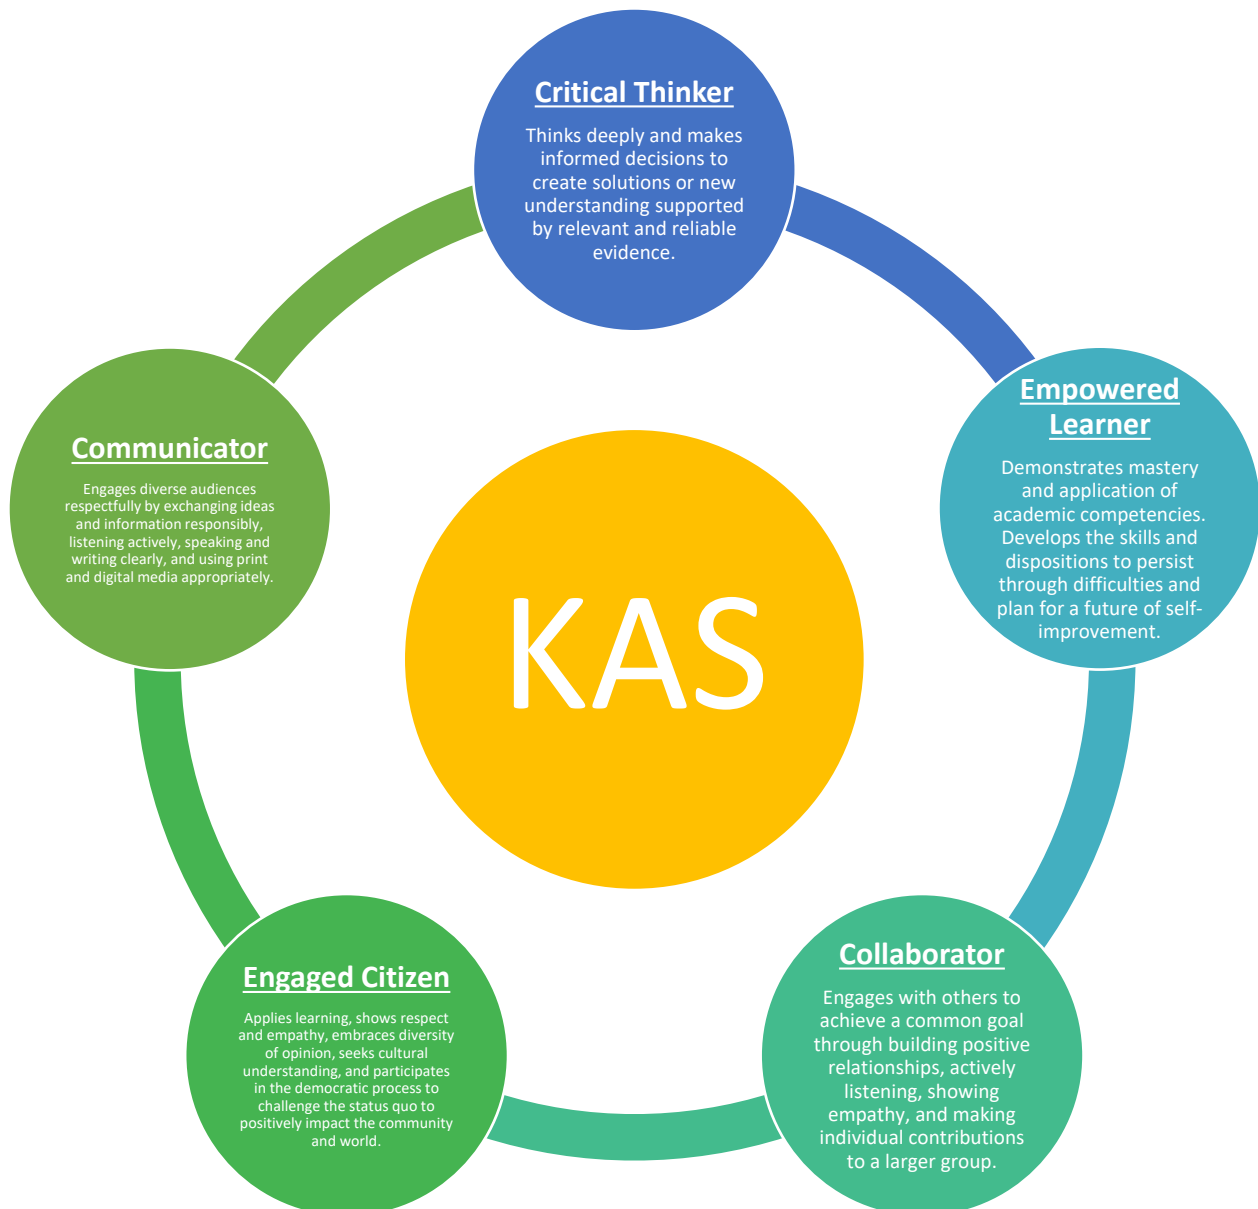 Critical Thinker
Thinks deeply and makes
informed decisions to
create solutions or new
understanding supported
by relevant and reliable
evidence.
Empowered
Learner
Demonstrates mastery
and application of
academic competencies.
Develops the skills and
dispositions to persist
through difficulties and
plan for a future of self-
improvement.
Collaborator
Engages with others to
achieve a common goal
through building positive
relationships, actively
listening, showing
empathy, and making
individual contributions
to a larger group.
Engaged Citizen
Applies learning, shows respect
and empathy, embraces diversity
of opinion, seeks cultural
understanding, and participates
in the democratic process to
challenge the status quo to
positively impact the community
and world.
Communicator
Engages diverse audiences
respectfully by exchanging ideas
and information responsibly,
listening actively, speaking and
writing clearly, and using print
and digital media appropriately.
KAS